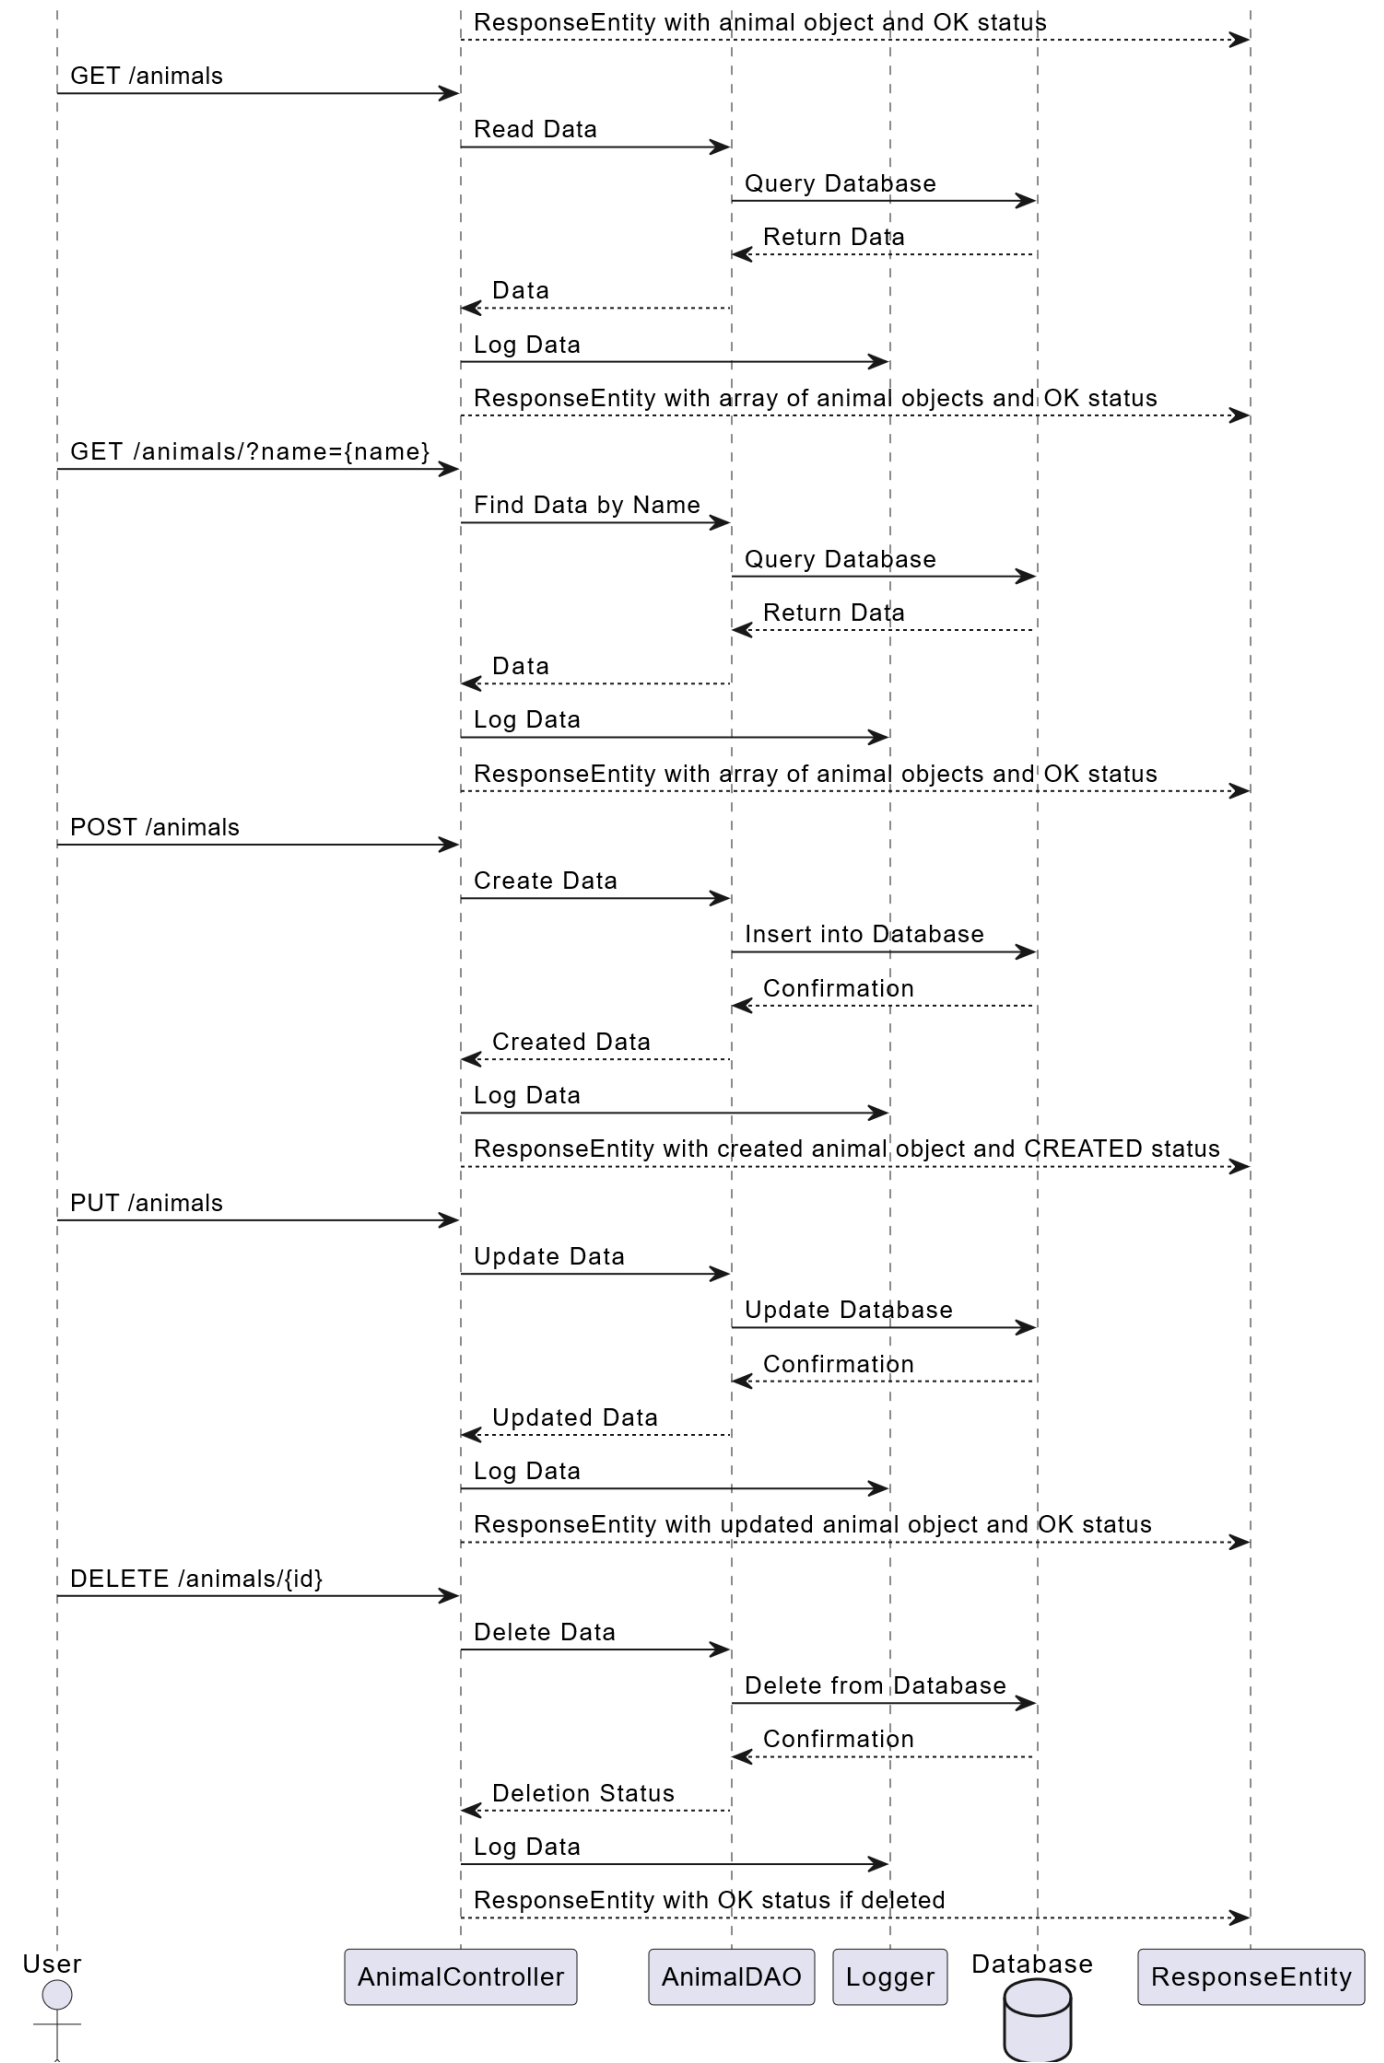 ResponseEntity with animal object and OK status
GET /animals
Read Data
Query Database
Return Data
Data
Log Data
ResponseEntity with array of animal objects and OK status
GET /animals/?name={name}
Find Data by Name
Query Database
Return Data
Data
Log Data
ResponseEntity with array of animal objects and OK status
POST /animals
Create Data
Insert into Database
Confirmation
Created Data
Log Data
ResponseEntity with created animal object and CREATED status
PUT /animals
Update Data
Update Database
Confirmation
Updated Data
Log Data
ResponseEntity with updated animal object and OK status
DELETE /animals/{id}
Delete Data
Delete from Database
Confirmation
Deletion Status
Log Data
ResponseEntity with OK status if deleted
User
AnimalController
AnimalDAO
Logger
Database
ResponseEntity